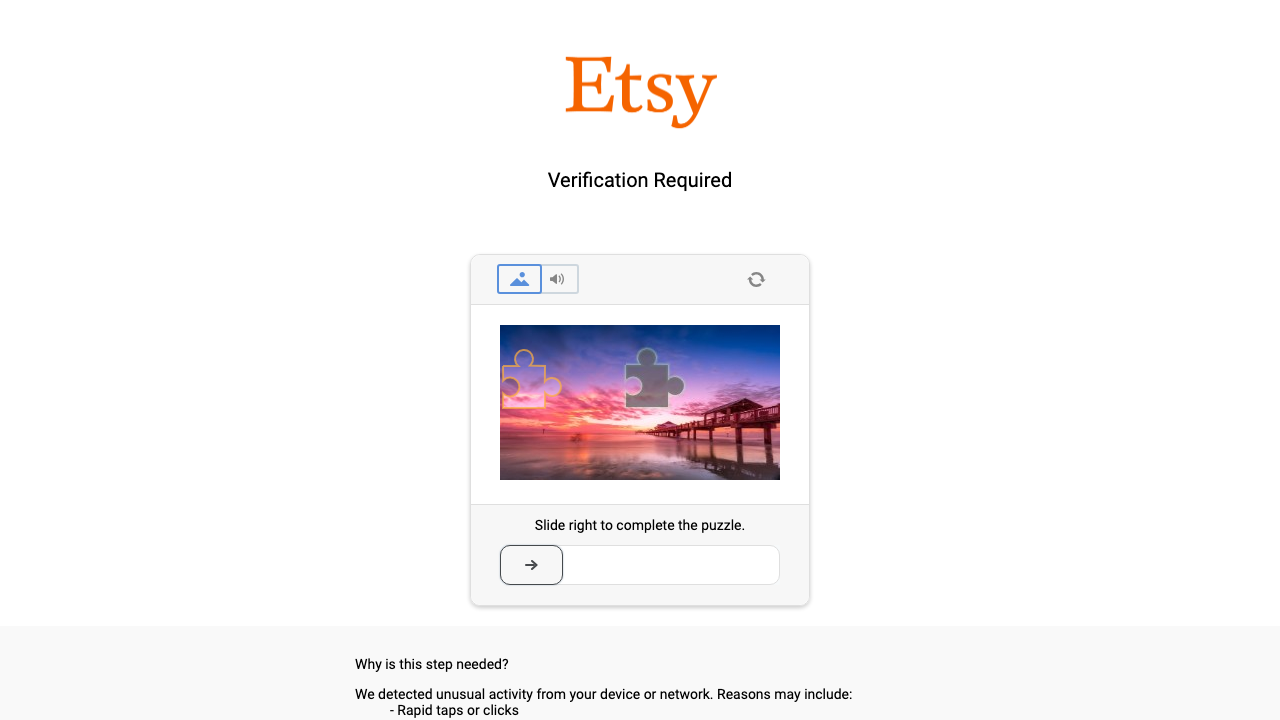 Etsy
Verification Required
Slide right to complete the puzzle.
Why is this step needed?
We detected unusual activity from your device or network. Reasons may include:
- Rapid taps or clicks